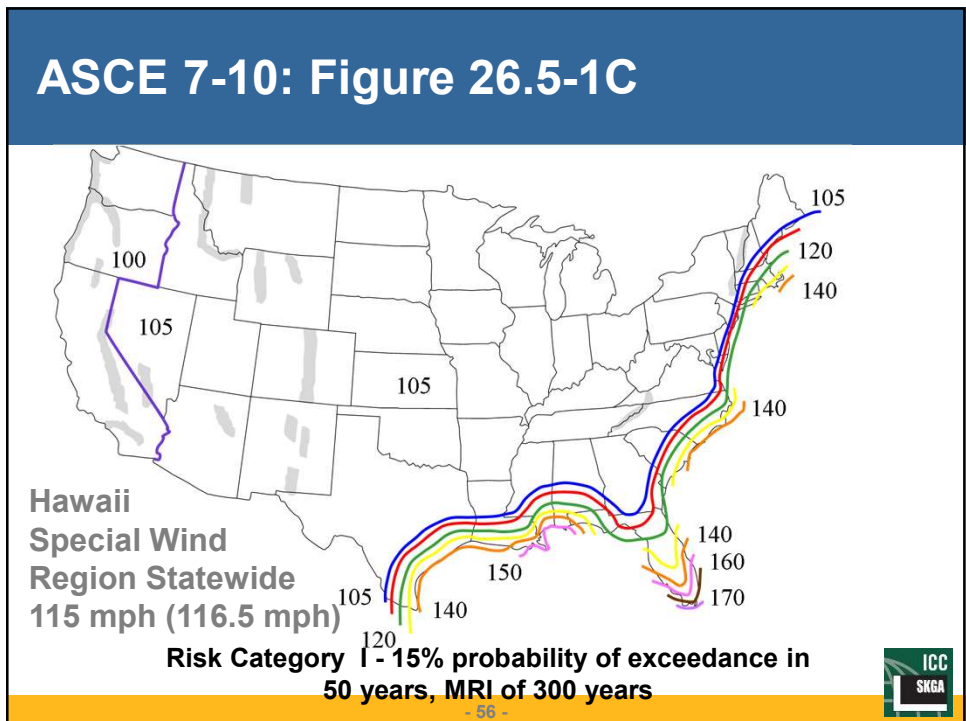 ASCE 7-10: Figure 26.5-1C
105
100
120
140
105
105
140
Hawaii
Special Wind
Region Statewide
115 mph (116.5 mph)
140
160
150
170
105
140
120
Risk Category I - 15% probability of exceedance in
50 years, MRI of 300 years
- 56 -
ICC
SKGA